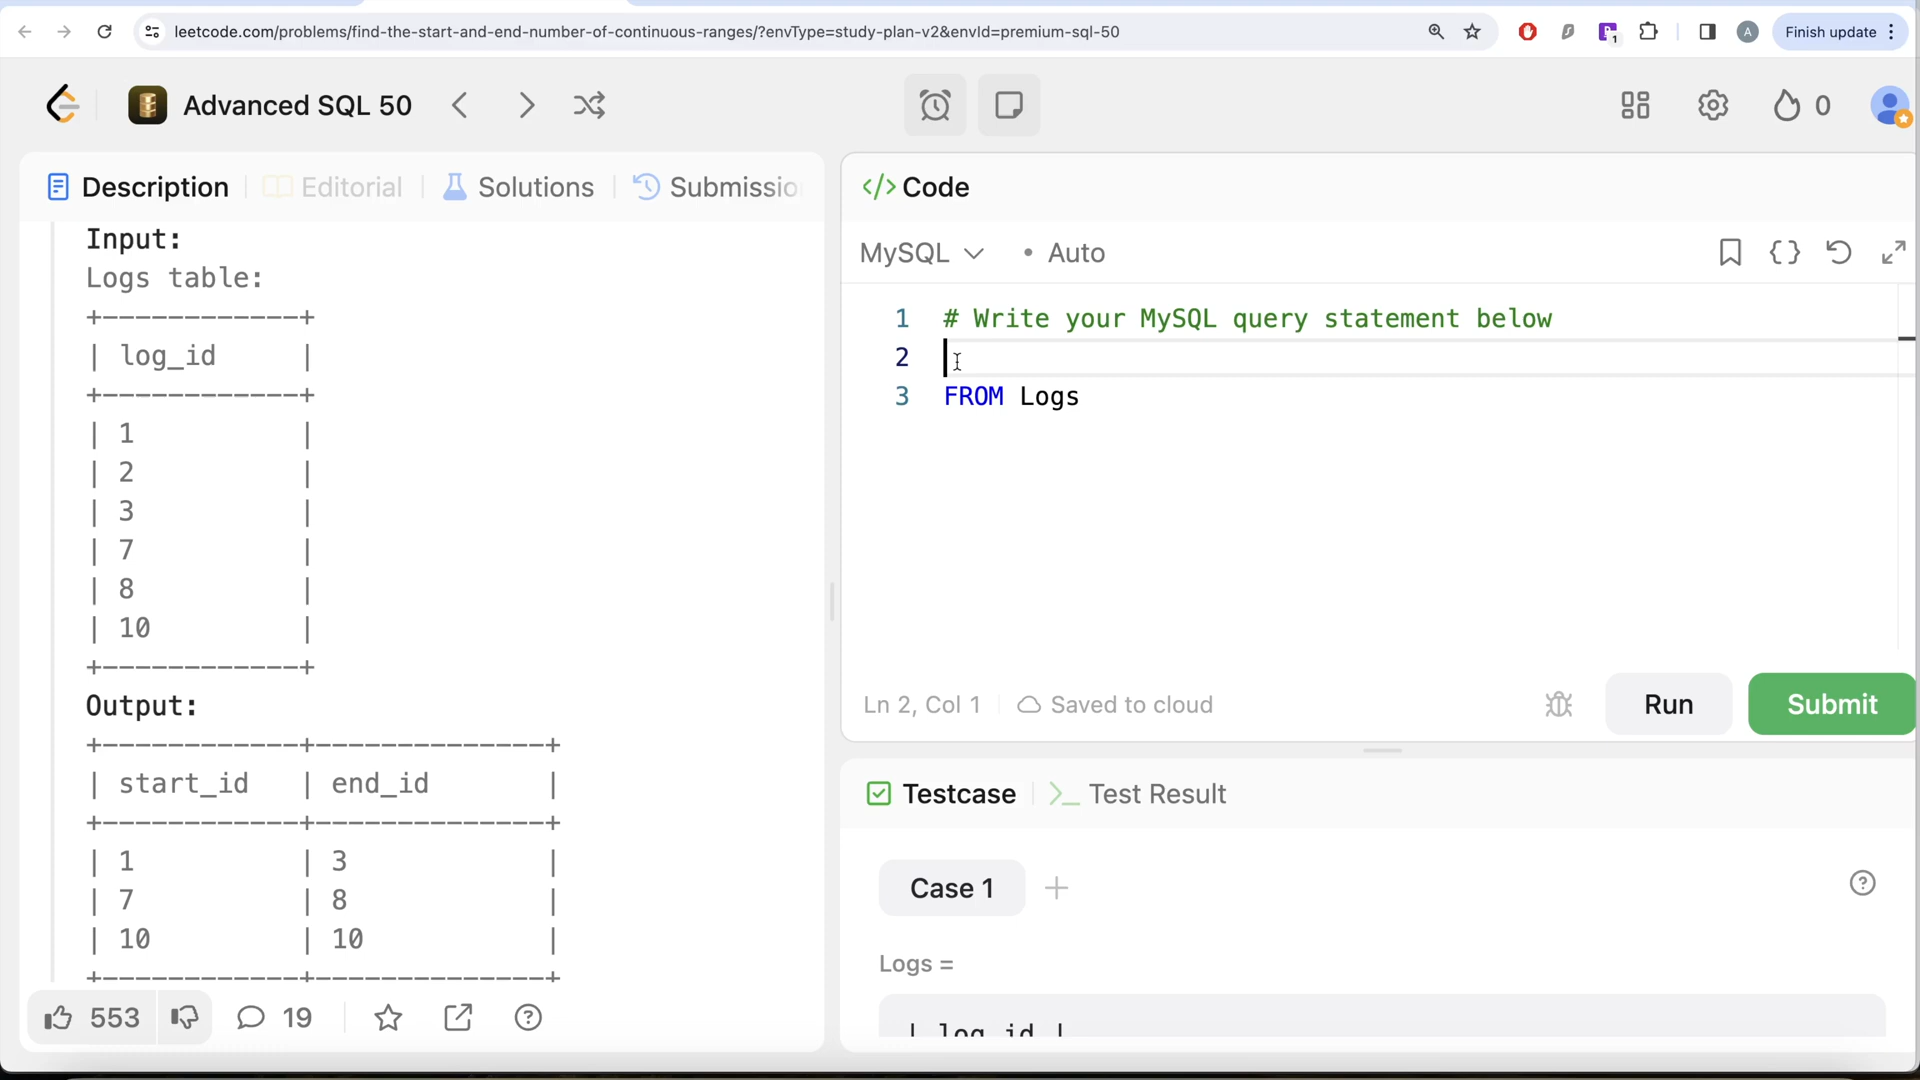 leetcode.com/problems/find-the-start-and-end-number-of-continuous-ranges/?envType=study-plan-v2&envId=premium-sql-50
1
A
Finish update
Advanced SQL 50
0
Description
Editorial
Solutions
Submissio
Input:
Logs table:
+------------+
| log_id     |
+------------+
| 1          |
| 2          |
| 3          |
| 7          |
| 8          |
| 10         |
+------------+
Output:
+------------+--------------+
| start_id   | end_id       |
+------------+--------------+
| 1          | 3            |
| 7          | 8            |
| 10         | 10           |
+------------+--------------+
553
19
</> Code
MySQL
• Auto
{}
1 # Write your MySQL query statement below
2
3 FROM Logs
Ln 2, Col 1
Saved to cloud
Run
Submit
Testcase
>_ Test Result
Case 1
+
Logs =
| log_id |